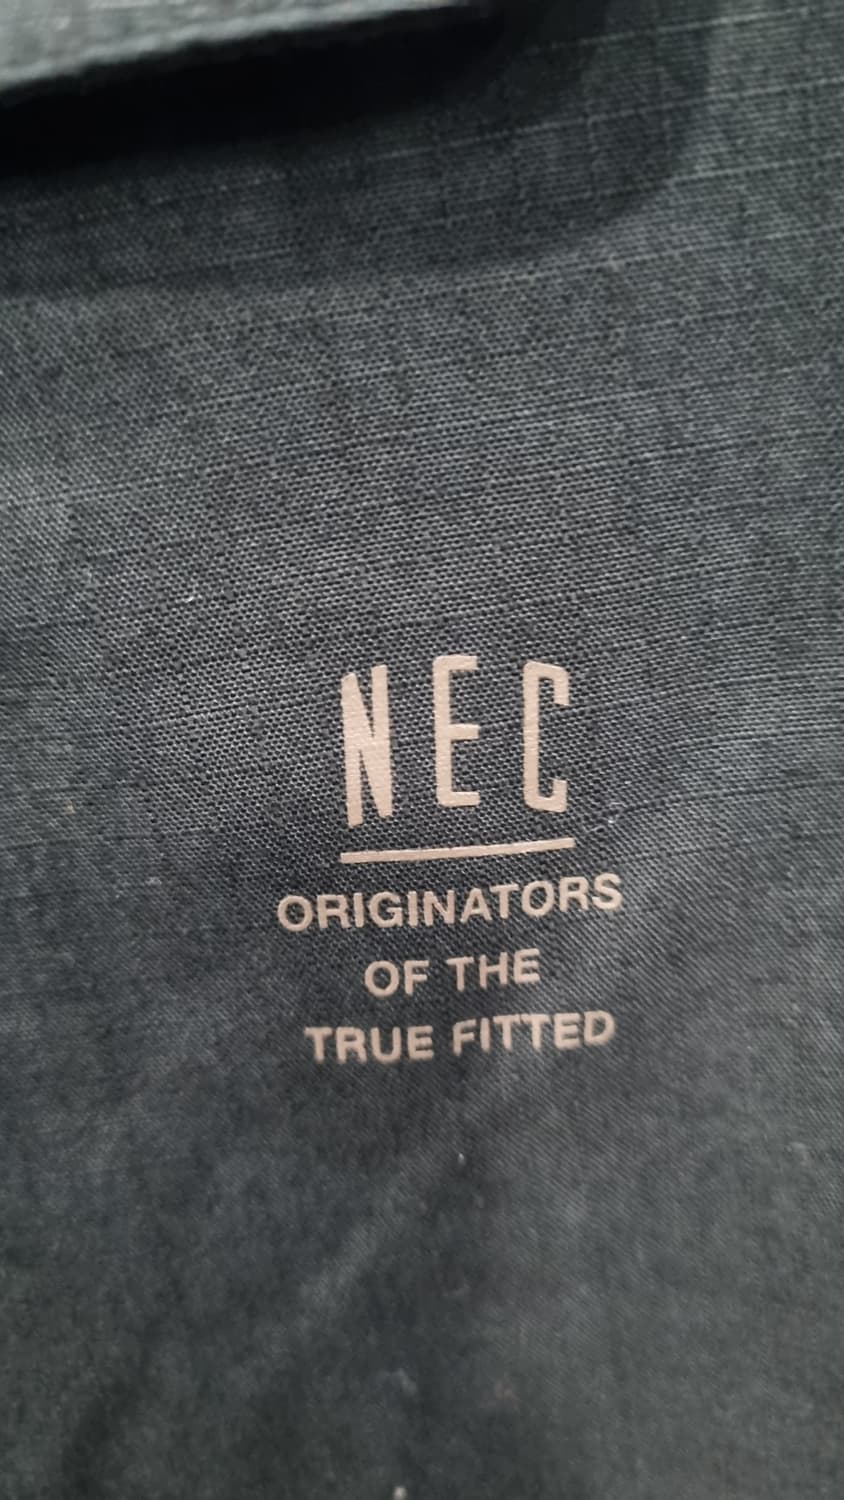 NEC
ORIGINATORS
OF THE
TRUE FITTED